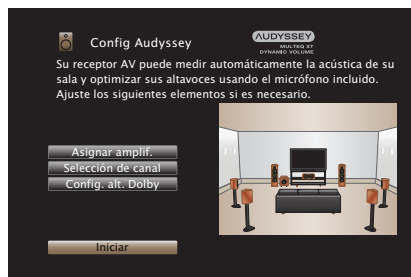 Config Audyssey
AUDYSSEY
MULTEQ XT
DYNAMIC VOLUME
Su receptor AV puede medir automáticamente la acústica de su
sala y optimizar sus altavoces usando el micrófono incluido.
Ajuste los siguientes elementos si es necesario.
Asignar amplif.
Selección de canal
Config. alt. Dolby
Iniciar